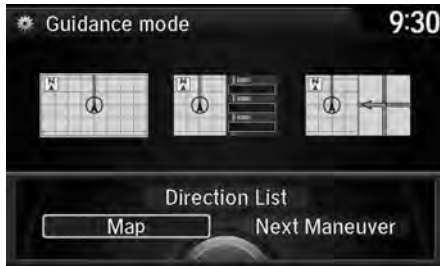 Guidance mode 9:30
N N N
Direction List
Map Next Maneuver